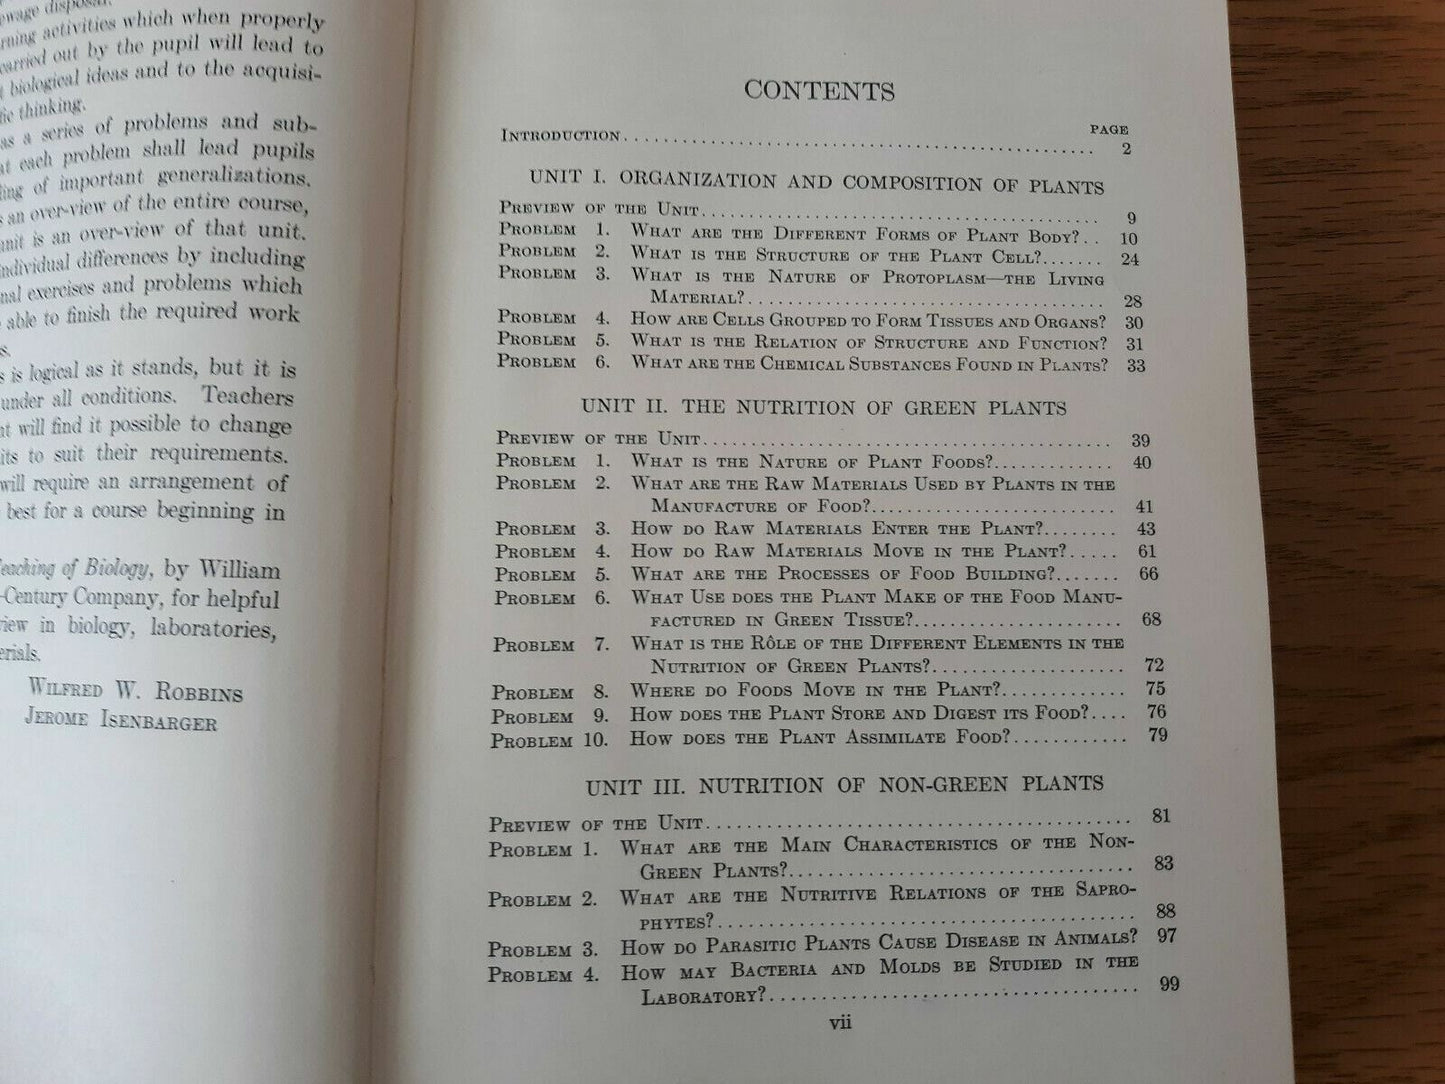 ewage disposal.
rning activities which when properly
carried out by the pupil will lead to
t biological ideas and to the acquisi-
fic thinking.
as a series of problems and sub-
at each problem shall lead pupils
ding of important generalizations.
s an over-view of the entire course,
unit is an over-view of that unit.
individual differences by including
nal exercises and problems which
able to finish the required work
s.
s is logical as it stands, but it is
under all conditions. Teachers
nt will find it possible to change
its to suit their requirements.
will require an arrangement of
best for a course beginning in
Teaching of Biology, by William
-Century Company, for helpful
view in biology, laboratories,
erials.
Wilfred W. Robbins
Jerome Isenbarger
CONTENTS
PAGE
Introduction 2
UNIT I. ORGANIZATION AND COMPOSITION OF PLANTS
Preview of the Unit 9
Problem 1. What are the Different Forms of Plant Body? 10
Problem 2. What is the Structure of the Plant Cell? 24
Problem 3. What is the Nature of Protoplasm—the Living
Material? 28
Problem 4. How are Cells Grouped to Form Tissues and Organs? 30
Problem 5. What is the Relation of Structure and Function? 31
Problem 6. What are the Chemical Substances Found in Plants? 33
UNIT II. THE NUTRITION OF GREEN PLANTS
Preview of the Unit 39
Problem 1. What is the Nature of Plant Foods? 40
Problem 2. What are the Raw Materials Used by Plants in the
Manufacture of Food? 41
Problem 3. How do Raw Materials Enter the Plant? 43
Problem 4. How do Raw Materials Move in the Plant? 61
Problem 5. What are the Processes of Food Building? 66
Problem 6. What Use does the Plant Make of the Food Manu-
factured in Green Tissue? 68
Problem 7. What is the Rôle of the Different Elements in the
Nutrition of Green Plants? 72
Problem 8. Where do Foods Move in the Plant? 75
Problem 9. How does the Plant Store and Digest its Food? 76
Problem 10. How does the Plant Assimilate Food? 79
UNIT III. NUTRITION OF NON-GREEN PLANTS
Preview of the Unit 81
Problem 1. What are the Main Characteristics of the Non-
Green Plants? 83
Problem 2. What are the Nutritive Relations of the Sapro-
phytes? 88
Problem 3. How do Parasitic Plants Cause Disease in Animals? 97
Problem 4. How may Bacteria and Molds be Studied in the
Laboratory? 99
vii